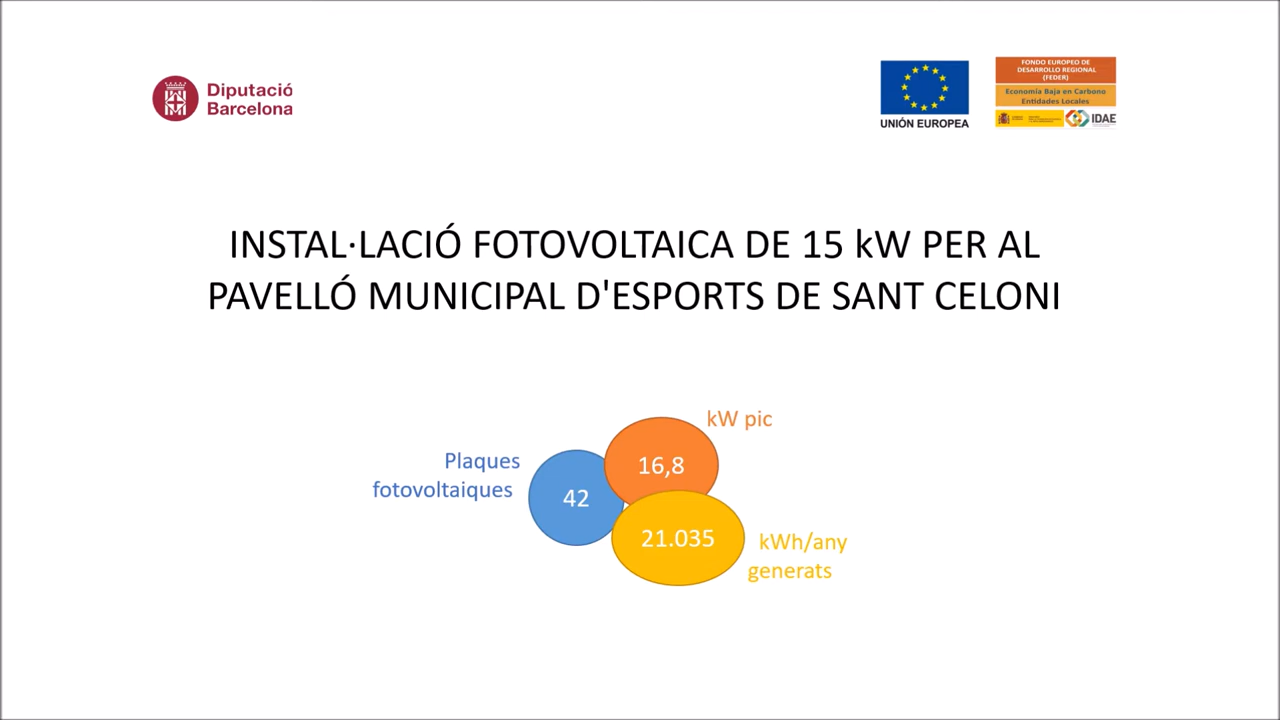 Diputació
Barcelona
UNIÓN EUROPEA
FONDO EUROPEO DE
DESARROLLO REGIONAL
(FEDER)
Economía Baja en Carbono
Entidades Locales
IDAE
INSTAL·LACIÓ FOTOVOLTAICA DE 15 kW PER AL
PAVELLÓ MUNICIPAL D'ESPORTS DE SANT CELONI
kW pic
16,8
Plaques
fotovoltaiques
42
21.035
kWh/any
generats